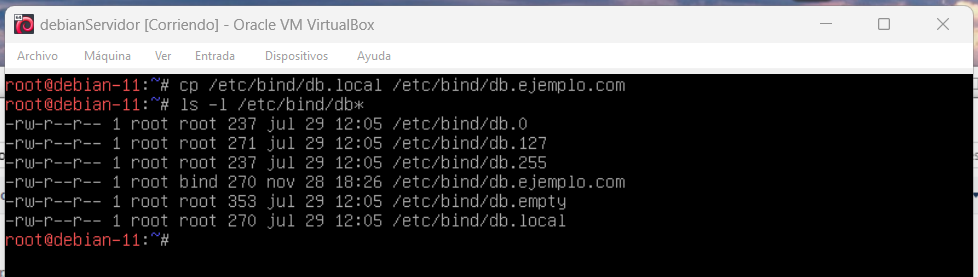 debianServidor [Corriendo] - Oracle VM VirtualBox
Archivo Máquina Ver Entrada Dispositivos Ayuda
root@debian-11:~# cp /etc/bind/db.local /etc/bind/db.ejemplo.com
root@debian-11:~# ls -l /etc/bind/db*
-rw-r--r-- 1 root root 237 jul 29 12:05 /etc/bind/db.0
-rw-r--r-- 1 root root 271 jul 29 12:05 /etc/bind/db.127
-rw-r--r-- 1 root root 237 jul 29 12:05 /etc/bind/db.255
-rw-r--r-- 1 root bind 270 nov 28 18:26 /etc/bind/db.ejemplo.com
-rw-r--r-- 1 root root 353 jul 29 12:05 /etc/bind/db.empty
-rw-r--r-- 1 root root 270 jul 29 12:05 /etc/bind/db.local
root@debian-11:~#